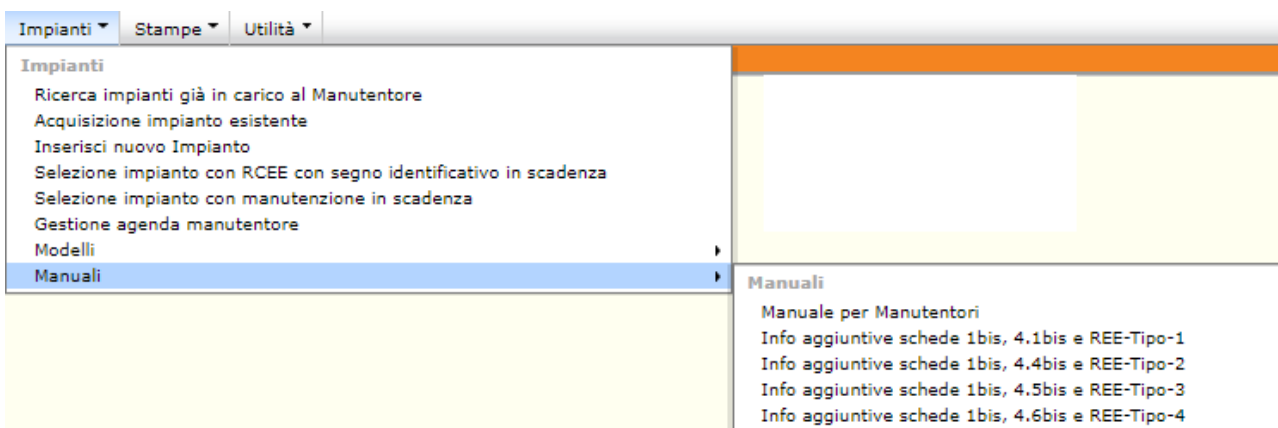 Impianti Stampe Utilità
Impianti
Ricerca impianti già in carico al Manutentore
Acquisizione impianto esistente
Inserisci nuovo Impianto
Selezione impianto con RCEE con segno identificativo in scadenza
Selezione impianto con manutenzione in scadenza
Gestione agenda manutentore
Modelli
Manuali
Manuali
Manuale per Manutentori
Info aggiuntive schede 1bis, 4.1bis e REE-Tipo-1
Info aggiuntive schede 1bis, 4.4bis e REE-Tipo-2
Info aggiuntive schede 1bis, 4.5bis e REE-Tipo-3
Info aggiuntive schede 1bis, 4.6bis e REE-Tipo-4